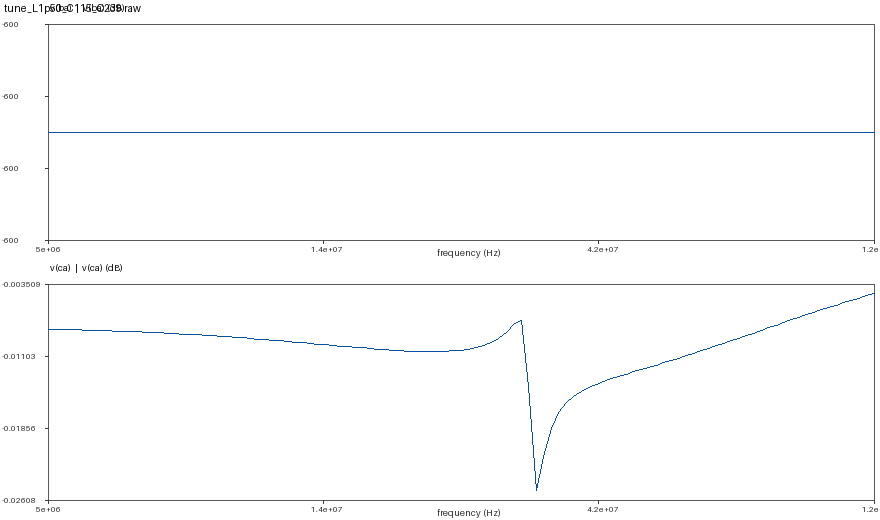 tune_L1p
raw
-600
-600
-600
-600
5e+06
1.4e+07
4.2e+07
1.2e
frequency (Hz)
v(ca) | v(ca) (dB)
-0.003509
-0.01103
-0.01856
-0.02608
5e+06
1.4e+07
4.2e+07
1.2e
frequency (Hz)